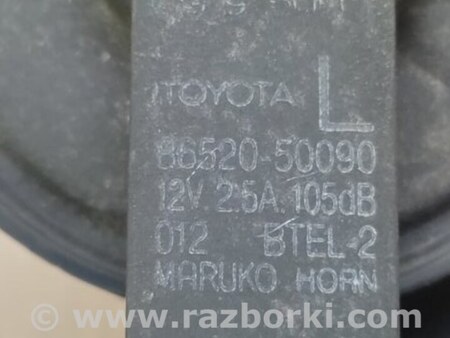 TOYOTA L
86520-50090
12V 2.5A 105dB
012 BTEL-2
MARUKO HORN
© www.razborki.com